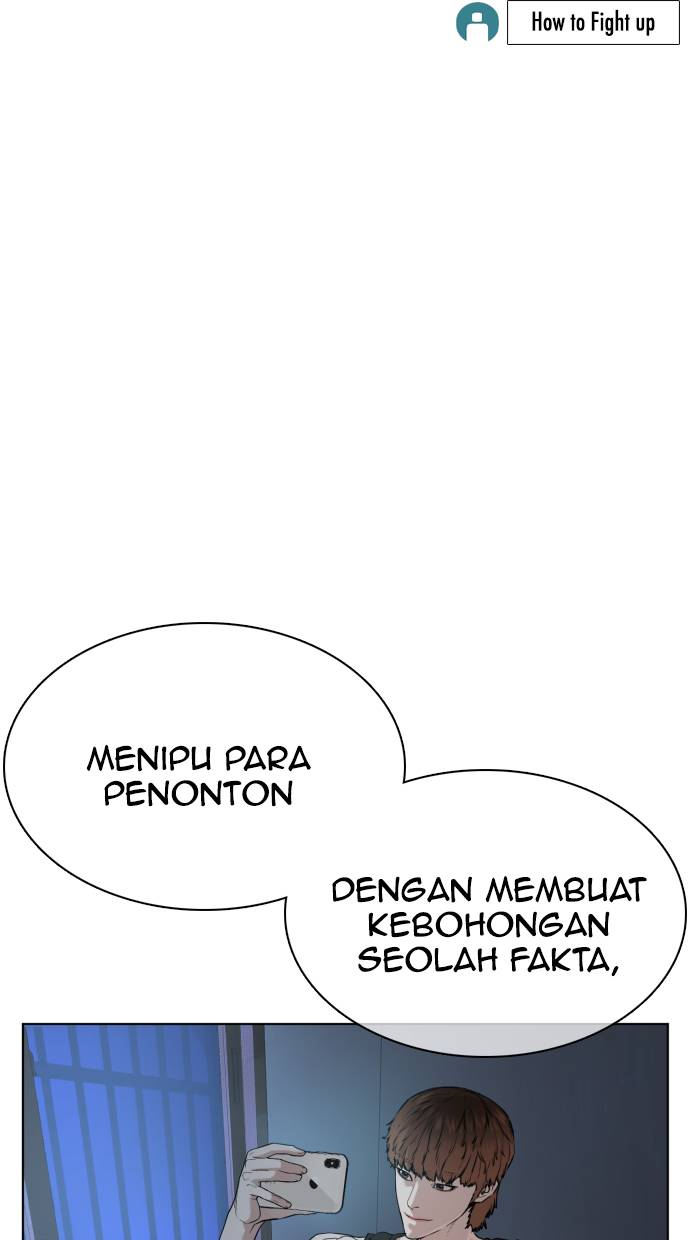 How to Fight up
MENIPU PARA
PENONTON
DENGAN MEMBUAT
KEBOHONGAN
SEOLAH FAKTA,